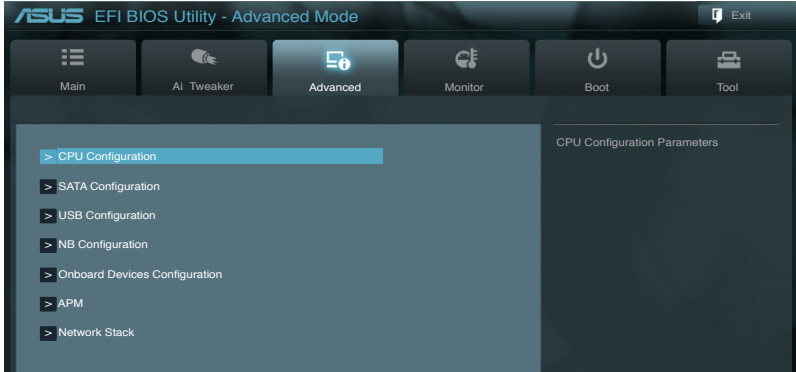 ASUS EFI BIOS Utility - Advanced Mode
Exit
Main
Ai Tweaker
Advanced
Monitor
Boot
Tool
> CPU Configuration
> SATA Configuration
> USB Configuration
> NB Configuration
> Onboard Devices Configuration
> APM
> Network Stack
CPU Configuration Parameters